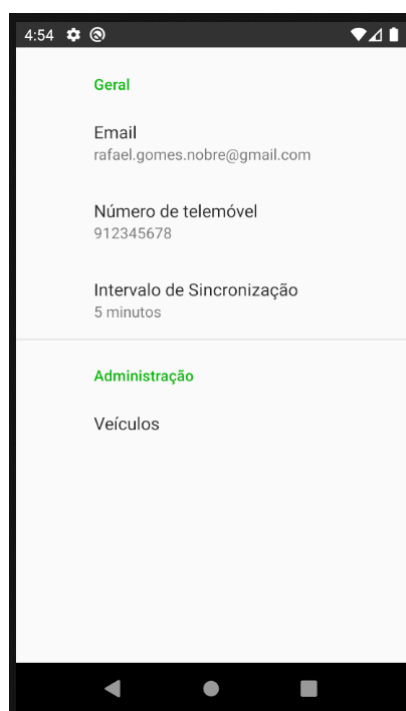 4:54
Geral
Email
rafael.gomes.nobre@gmail.com
Número de telemóvel
912345678
Intervalo de Sincronização
5 minutos
Administração
Veículos